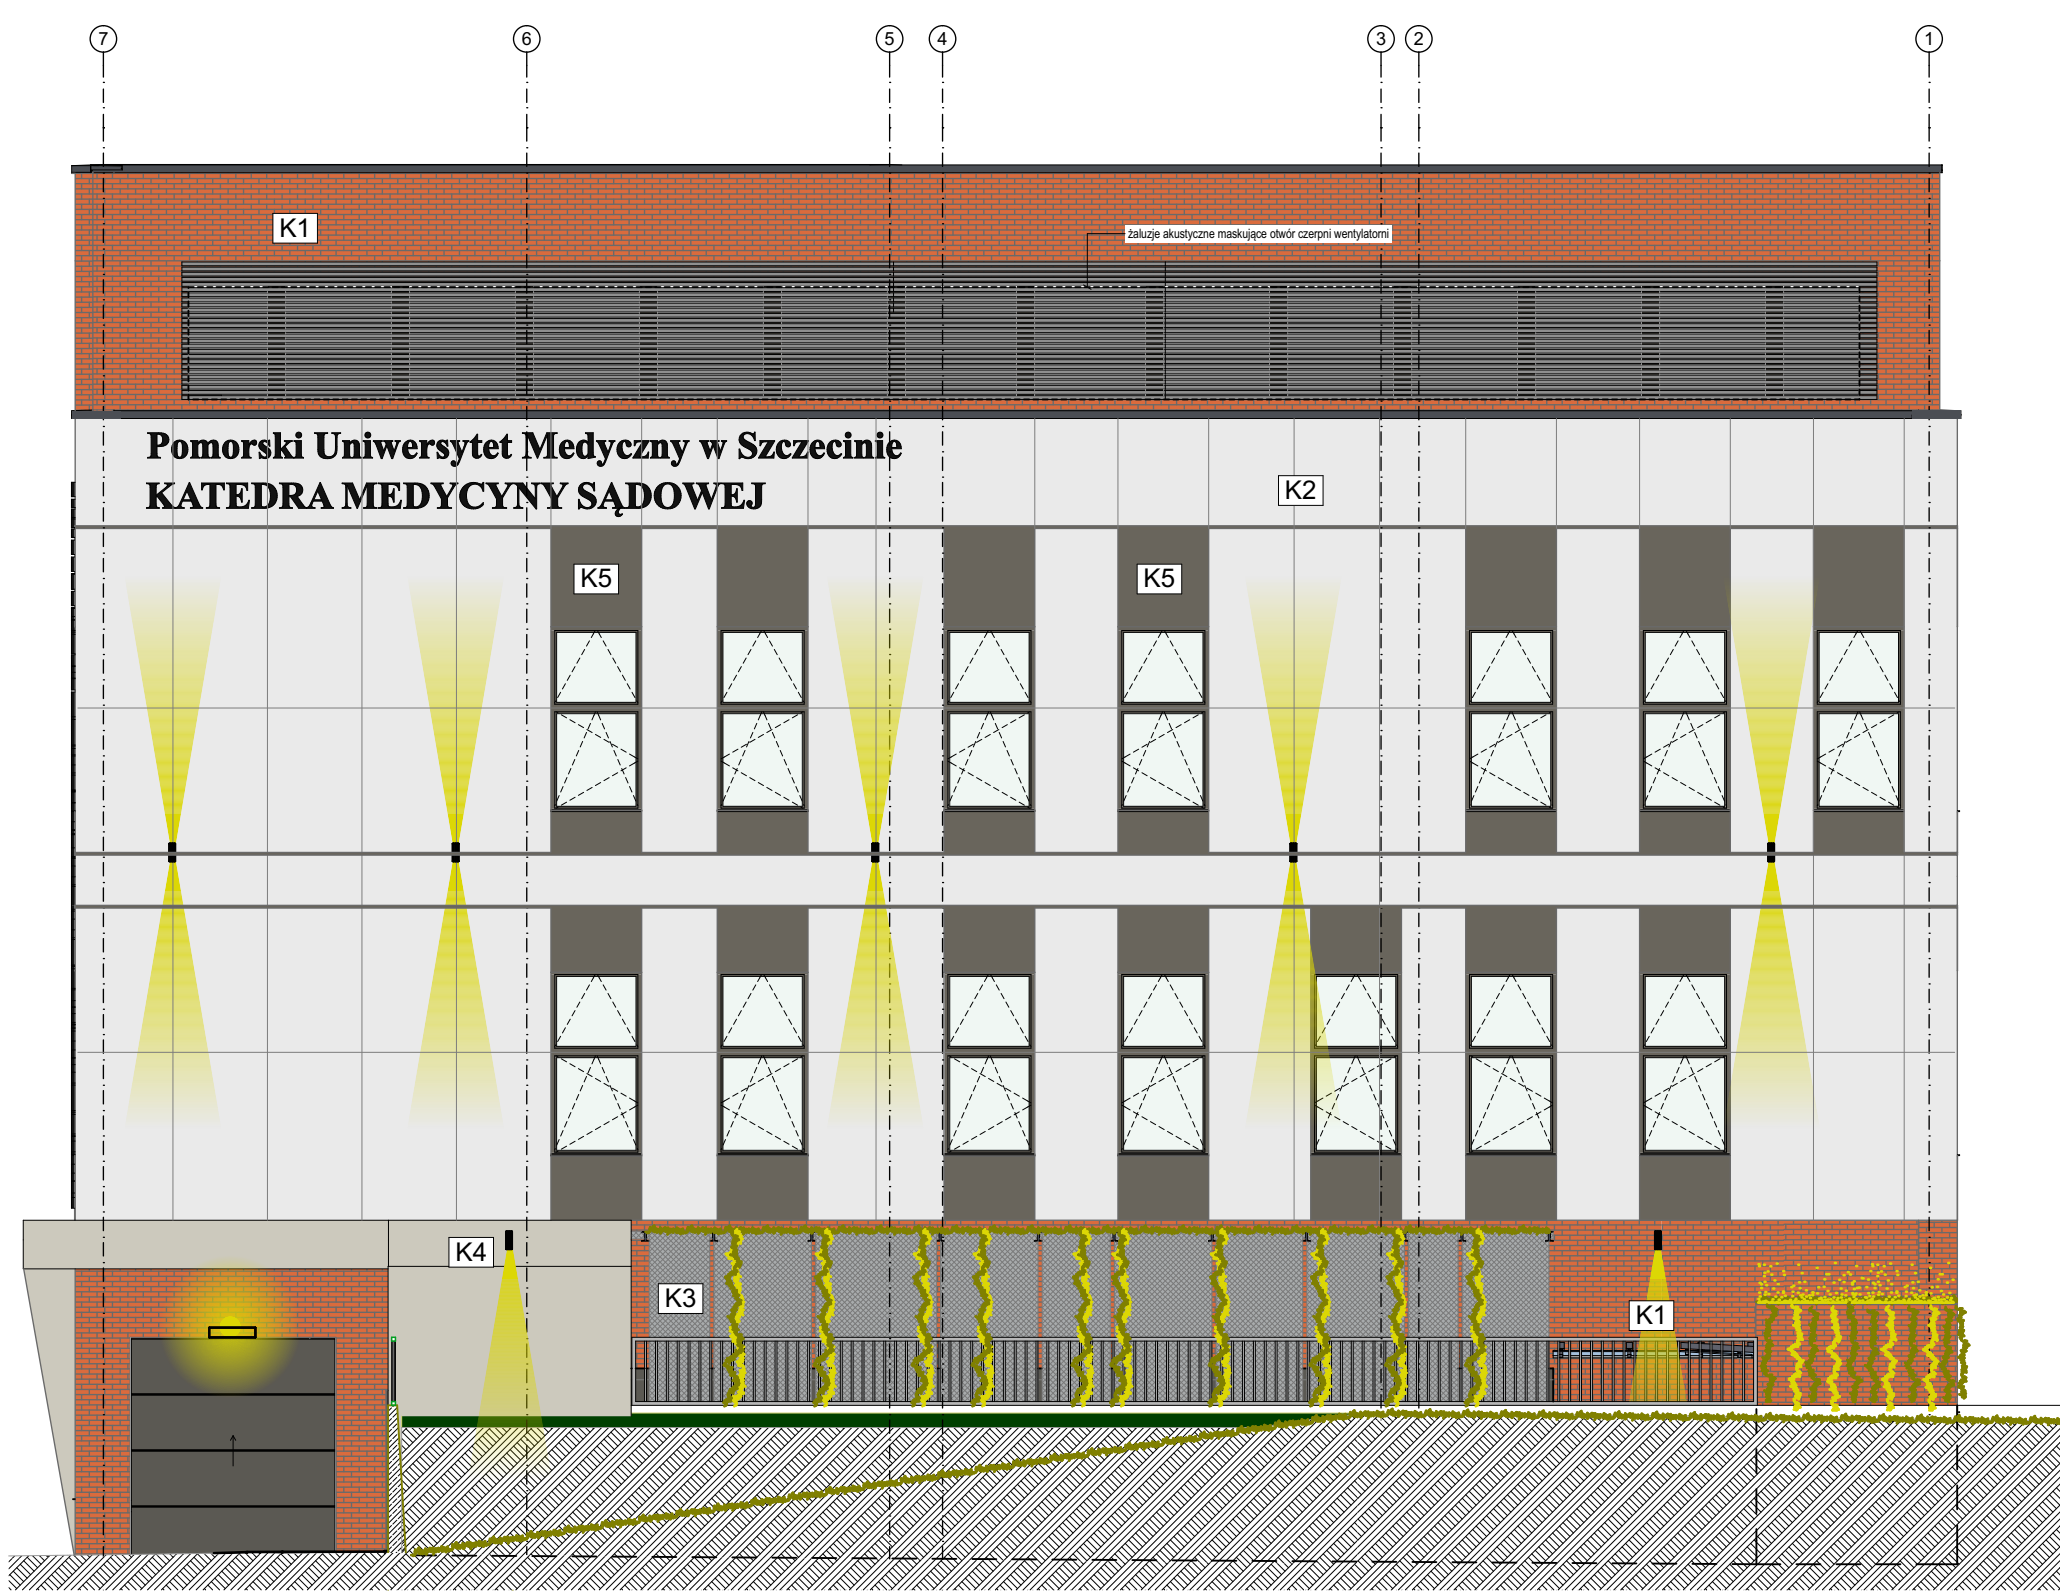 7 6 5 4 3 2 1
K1
żaluzje akustyczne maskujące otwór czerpni wentylatorni
Pomorski Uniwersytet Medyczny w Szczecinie
KATEDRA MEDYCYNY SĄDOWEJ
K2
K5 K5
K4
K3
K1